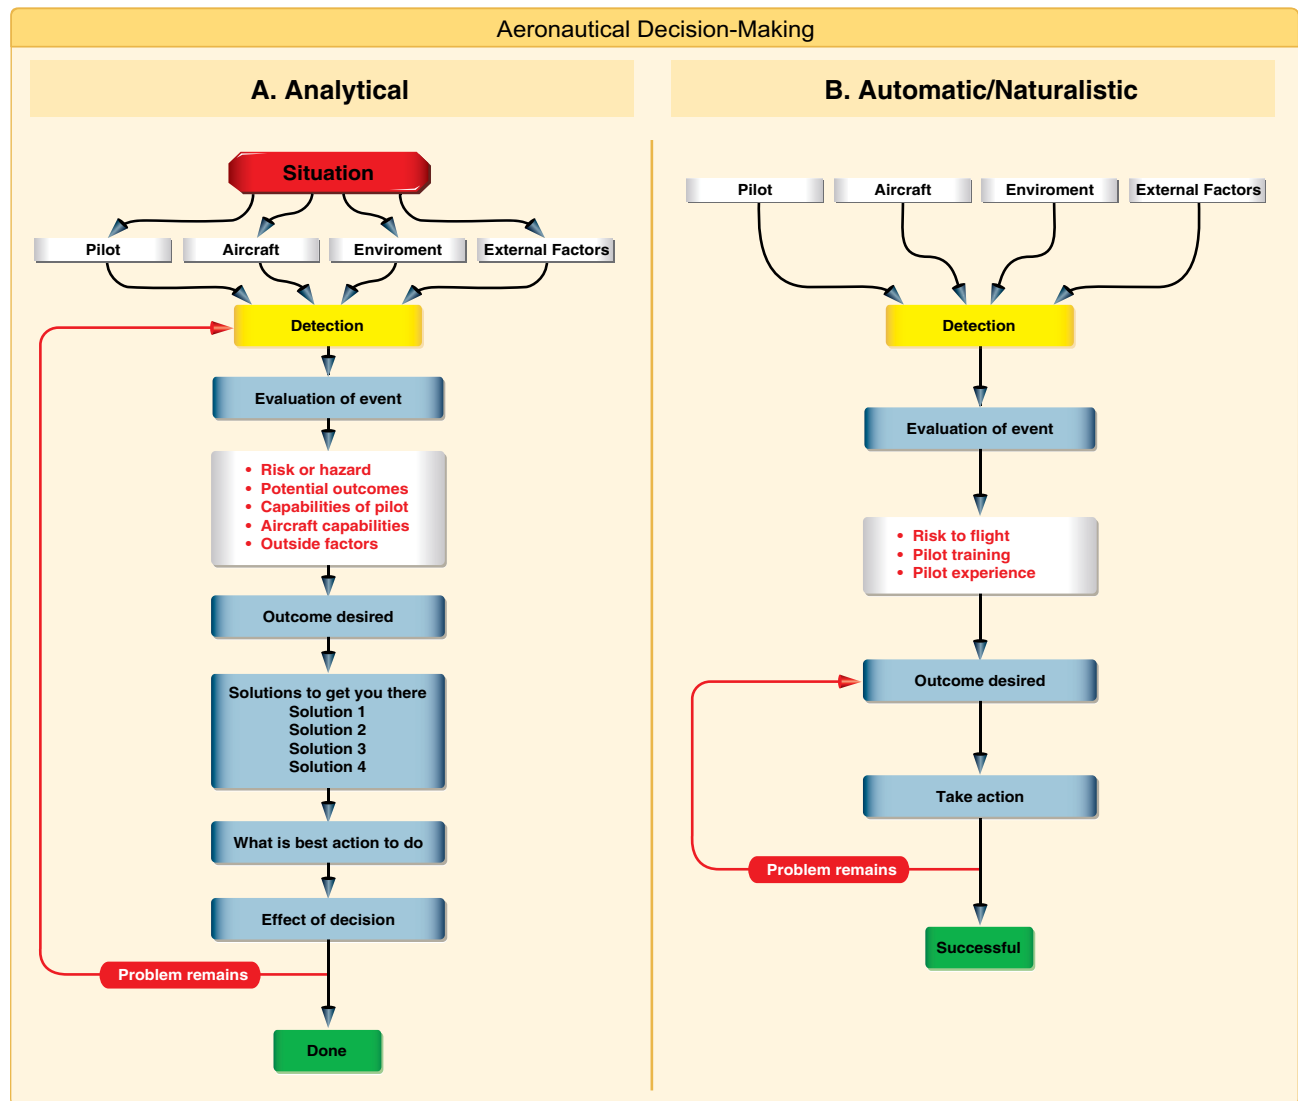 Aeronautical Decision-Making
A. Analytical
Situation
Pilot
Aircraft
Enviroment
External Factors
Detection
Evaluation of event
• Risk or hazard
• Potential outcomes
• Capabilities of pilot
• Aircraft capabilities
• Outside factors
Outcome desired
Solutions to get you there
Solution 1
Solution 2
Solution 3
Solution 4
What is best action to do
Effect of decision
Problem remains
Done
B. Automatic/Naturalistic
Pilot
Aircraft
Enviroment
External Factors
Detection
Evaluation of event
• Risk to flight
• Pilot training
• Pilot experience
Outcome desired
Take action
Problem remains
Successful